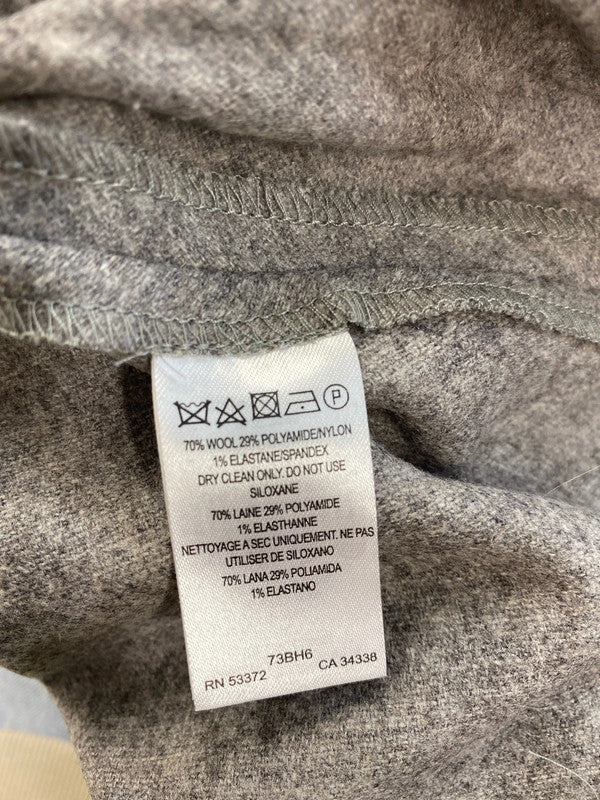 P
70% WOOL 29% POLYAMIDE/NYLON
1% ELASTANE/SPANDEX
DRY CLEAN ONLY. DO NOT USE
SILOXANE
70% LAINE 29% POLYAMIDE
1% ELASTHANNE
NETTOYAGE A SEC UNIQUEMENT. NE PAS
UTILISER DE SILOXANO
70% LANA 29% POLIAMIDA
1% ELASTANO
73BH6
RN 53372 CA 34338